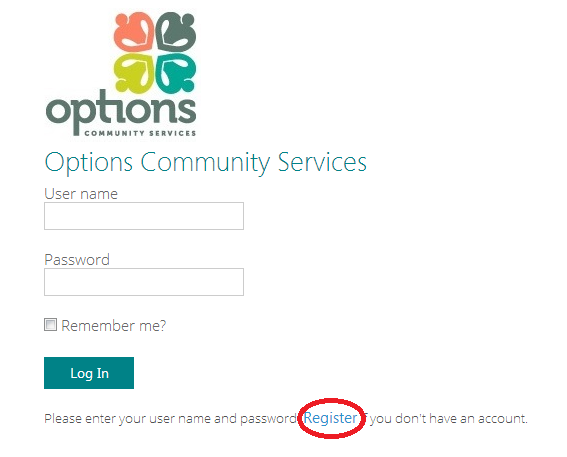 options
COMMUNITY SERVICES
Options Community Services
User name
Password
Remember me?
Log In
Please enter your user name and password. Register if you don't have an account.